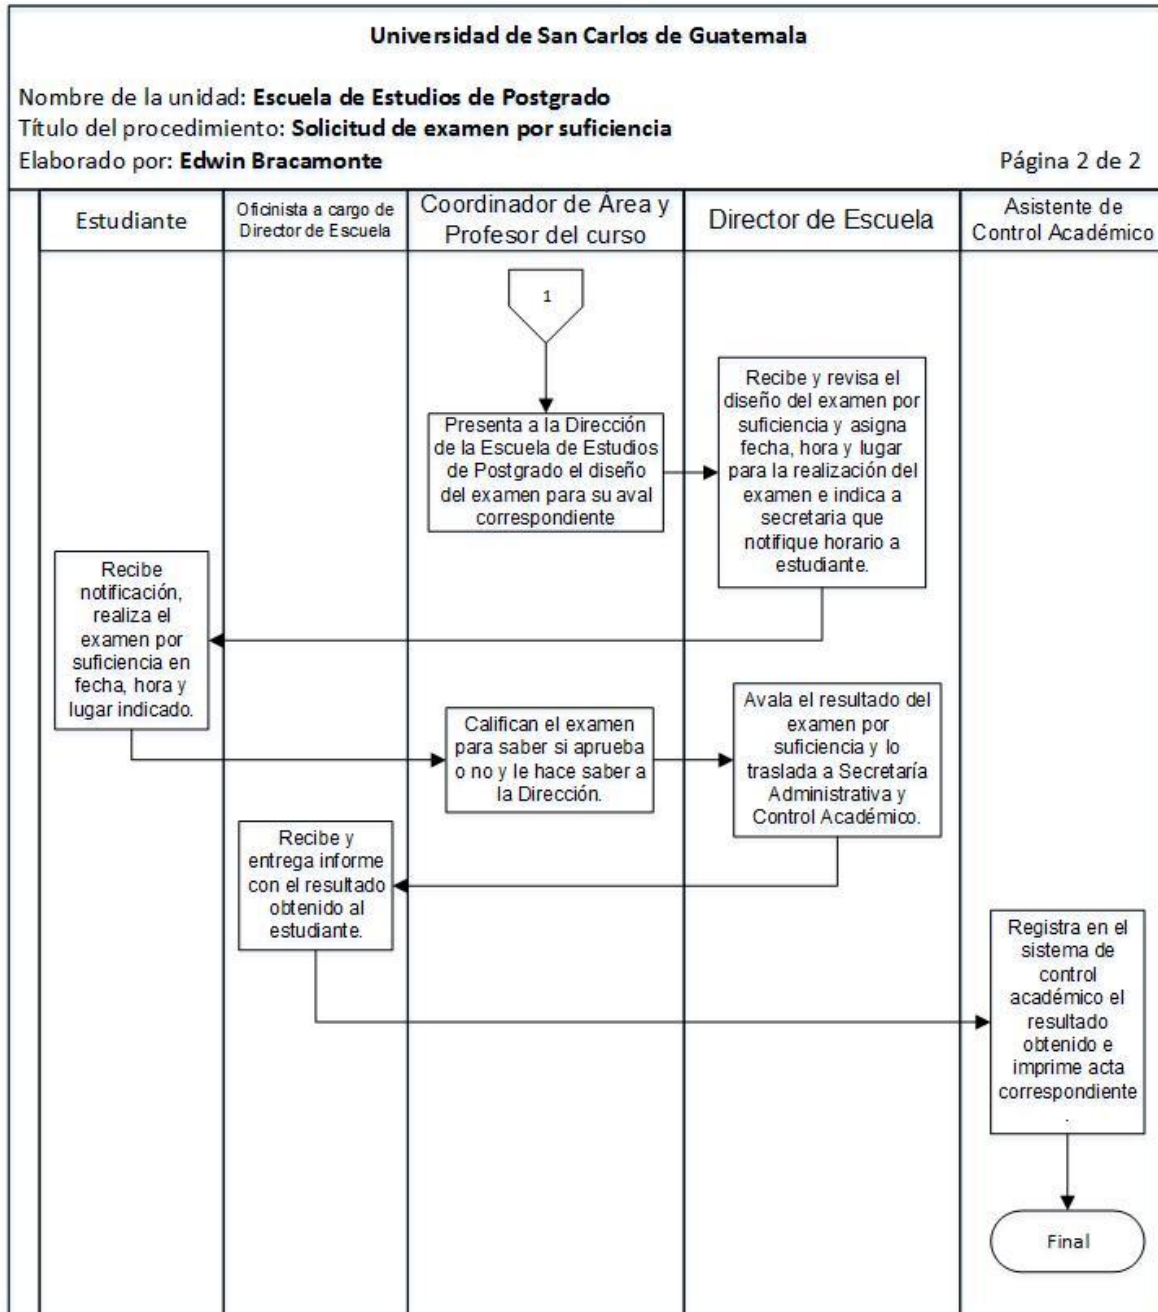 Universidad de San Carlos de Guatemala
Nombre de la unidad: Escuela de Estudios de Postgrado
Título del procedimiento: Solicitud de examen por suficiencia
Elaborado por: Edwin Bracamonte
Página 2 de 2
Estudiante
Oficinista a cargo de
Director de Escuela
Coordinador de Área y
Profesor del curso
Director de Escuela
Asistente de
Control Académico
1
Presenta a la Dirección
de la Escuela de Estudios
de Postgrado el diseño
del examen para su aval
correspondiente
Recibe y revisa el
diseño del examen por
suficiencia y asigna
fecha, hora y lugar
para la realización del
examen e indica a
secretaria que
notifique horario a
estudiante.
Recibe
notificación,
realiza el
examen por
suficiencia en
fecha, hora y
lugar indicado.
Califican el examen
para saber si aprueba
o no y le hace saber a
la Dirección.
Avala el resultado del
examen por
suficiencia y lo
traslada a Secretaría
Administrativa y
Control Académico.
Recibe y
entrega informe
con el resultado
obtenido al
estudiante.
Registra en el
sistema de
control
académico el
resultado
obtenido e
imprime acta
correspondiente
.
Final